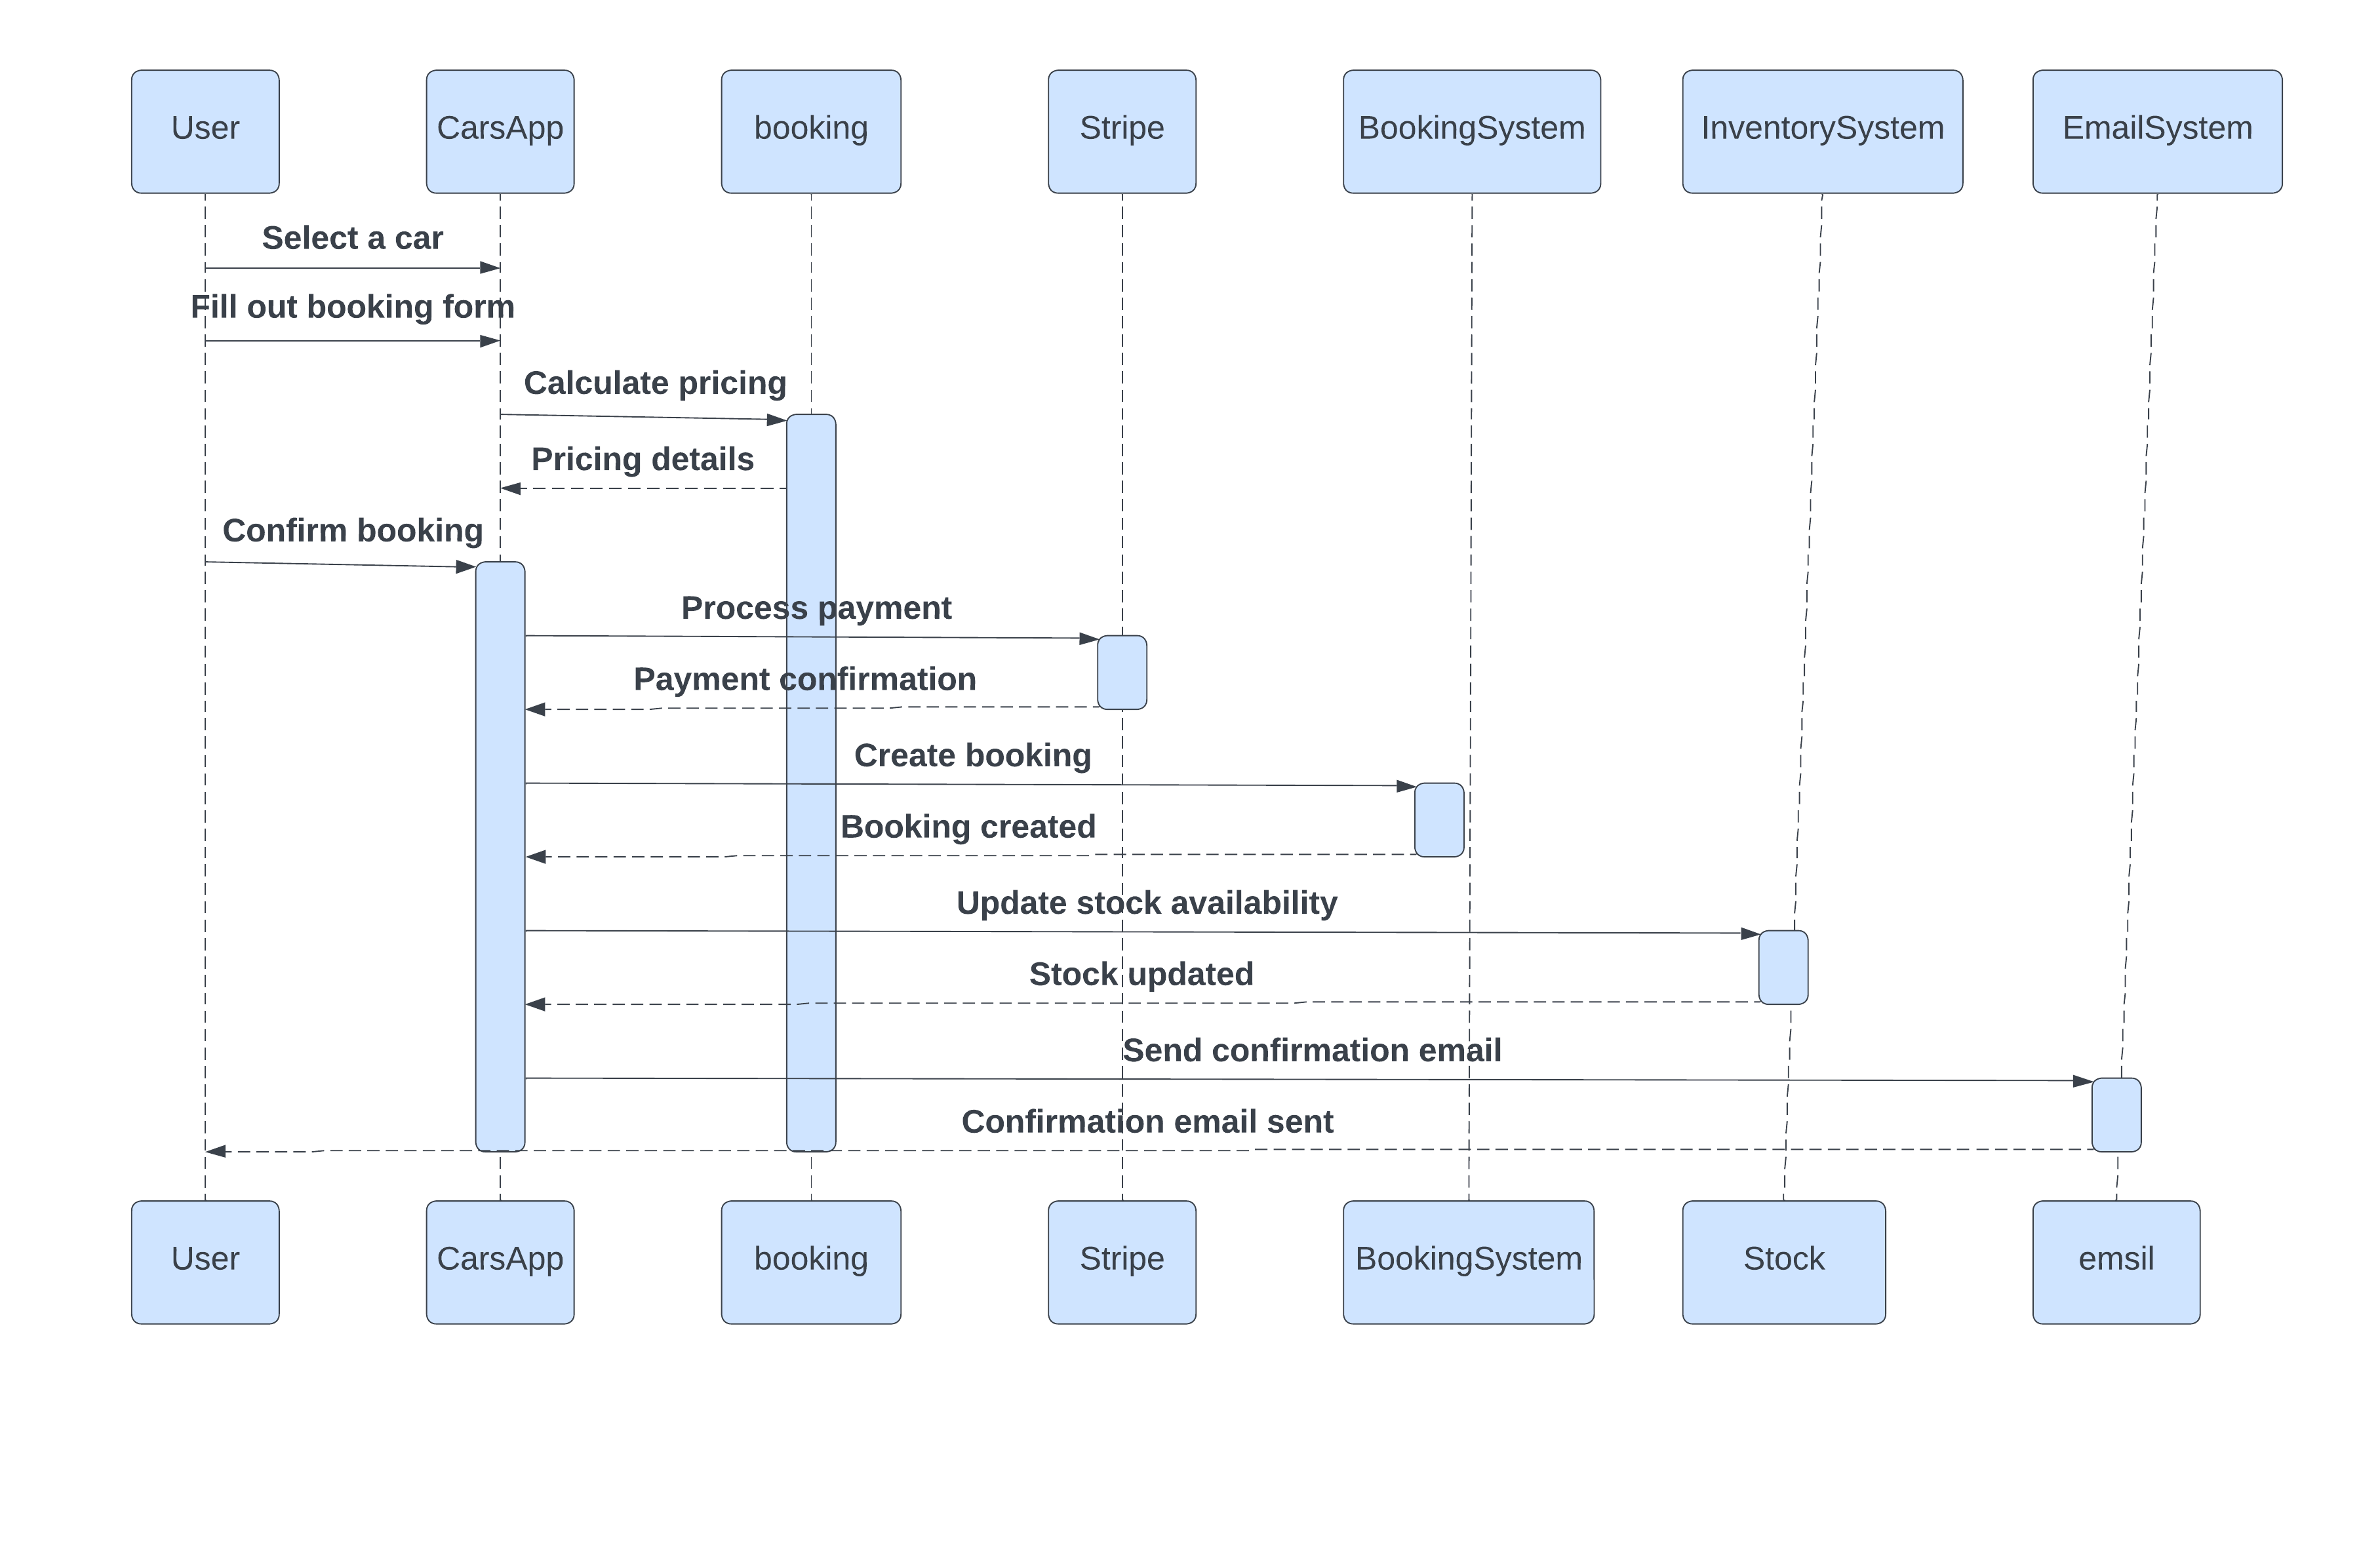 User
CarsApp
booking
Stripe
BookingSystem
InventorySystem
EmailSystem
Select a car
Fill out booking form
Calculate pricing
Pricing details
Confirm booking
Process payment
Payment confirmation
Create booking
Booking created
Update stock availability
Stock updated
Send confirmation email
Confirmation email sent
User
CarsApp
booking
Stripe
BookingSystem
Stock
emsil